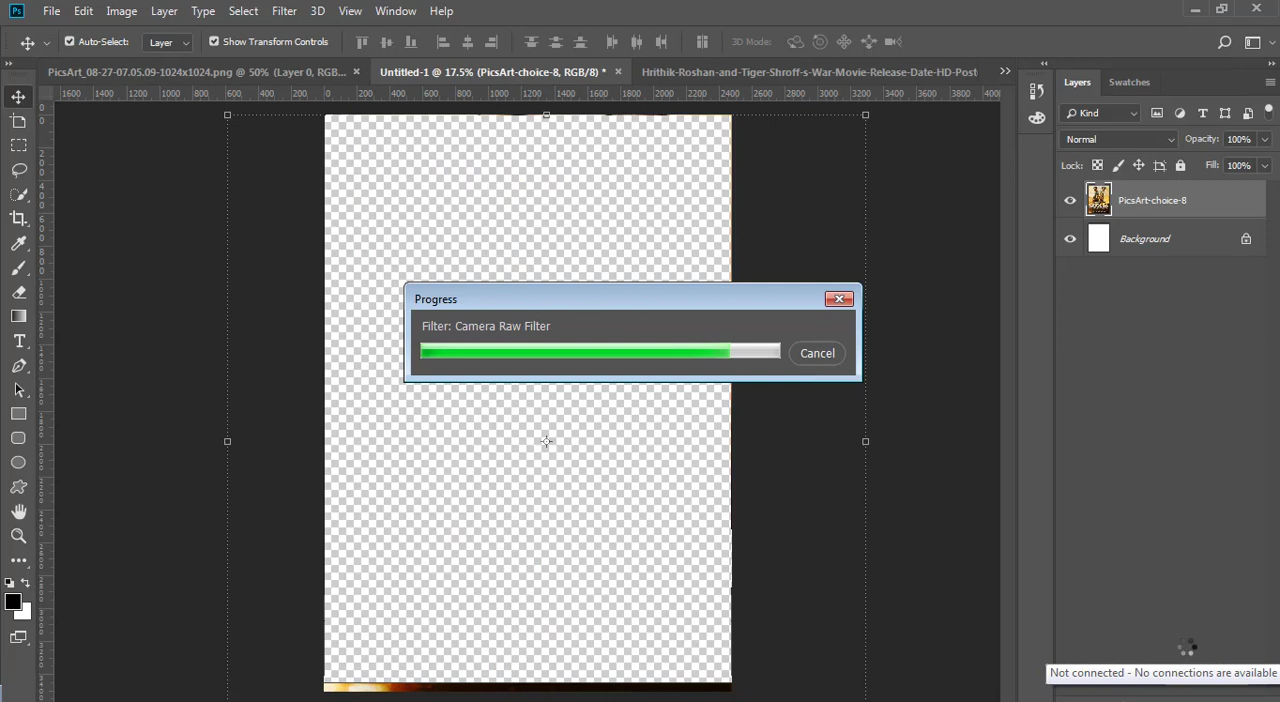 Ps File Edit Image Layer Type Select Filter 3D View Window Help
Auto-Select: Layer Show Transform Controls 3D Mode:
PicsArt_08-27-07.05.09-1024x1024.png @ 50% (Layer 0, RGB... × Untitled-1 @ 17.5% (PicsArt-choice-8, RGB/8) * × Hrithik-Roshan-and-Tiger-Shroff-s-War-Movie-Release-Date-HD-Post
1600 1400 1200 1000 800 600 400 200 0 200 400 600 800 1000 1200 1400 1600 1800 2000 2200 2400 2600 2800 3000 3200 3400 3600 3800 400
Layers Swatches
Kind
Normal Opacity: 100%
Lock: Fill: 100%
PicsArt-choice-8
Background
Progress
Filter: Camera Raw Filter
Cancel
Not connected - No connections are available